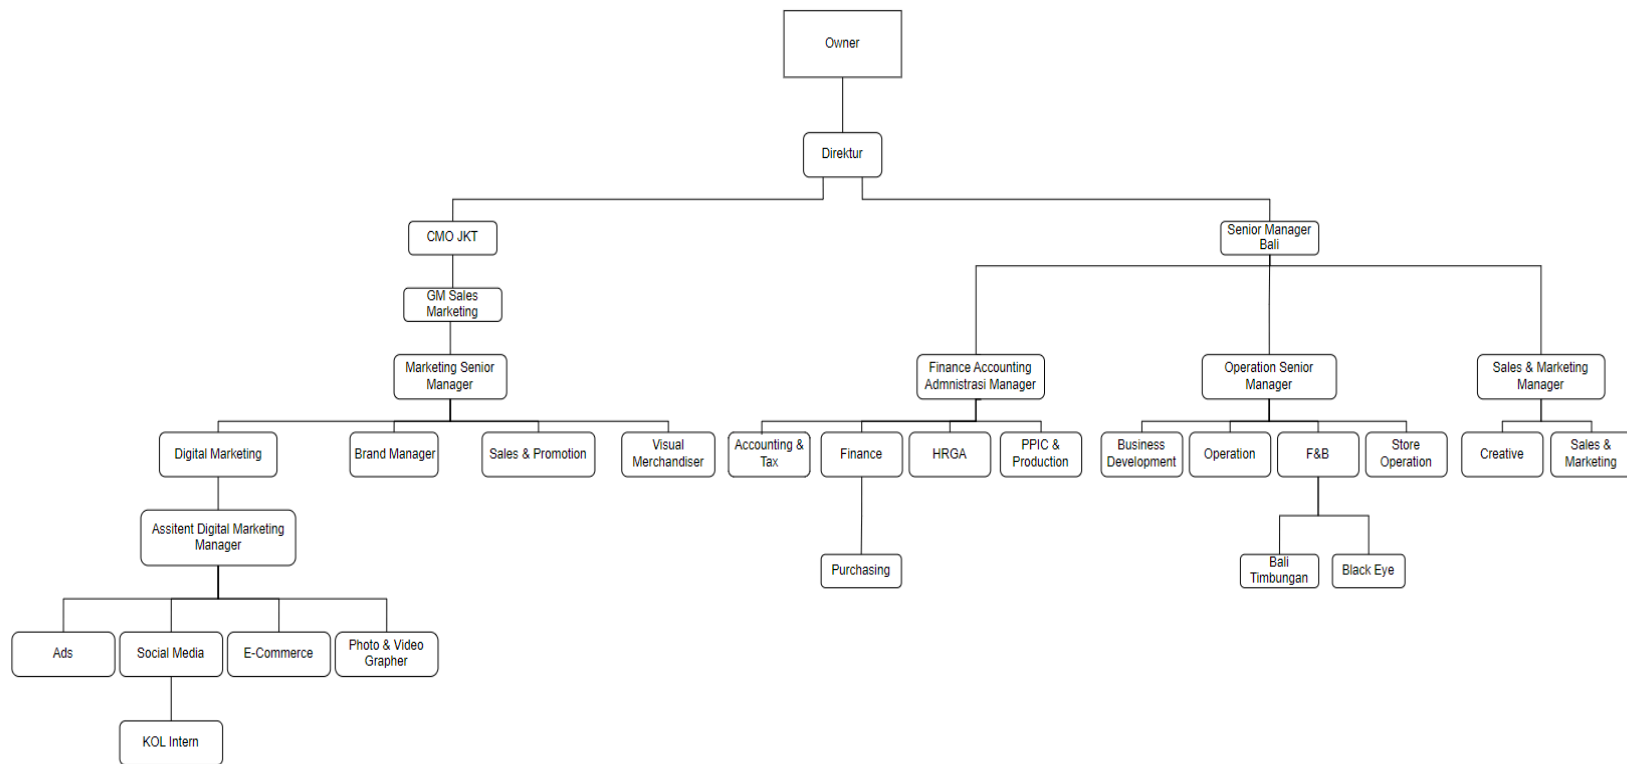 Owner
Direktur
CMO JKT
Senior Manager
Bali
GM Sales
Marketing
Marketing Senior
Manager
Finance Accounting
Admnistrasi Manager
Operation Senior
Manager
Sales & Marketing
Manager
Digital Marketing
Brand Manager
Sales & Promotion
Visual
Merchandiser
Accounting &
Tax
Finance
HRGA
PPIC &
Production
Business
Development
Operation
F&B
Store
Operation
Creative
Sales &
Marketing
Assitent Digital Marketing
Manager
Purchasing
Bali
Timbungan
Black Eye
Ads
Social Media
E-Commerce
Photo & Video
Grapher
KOL Intern